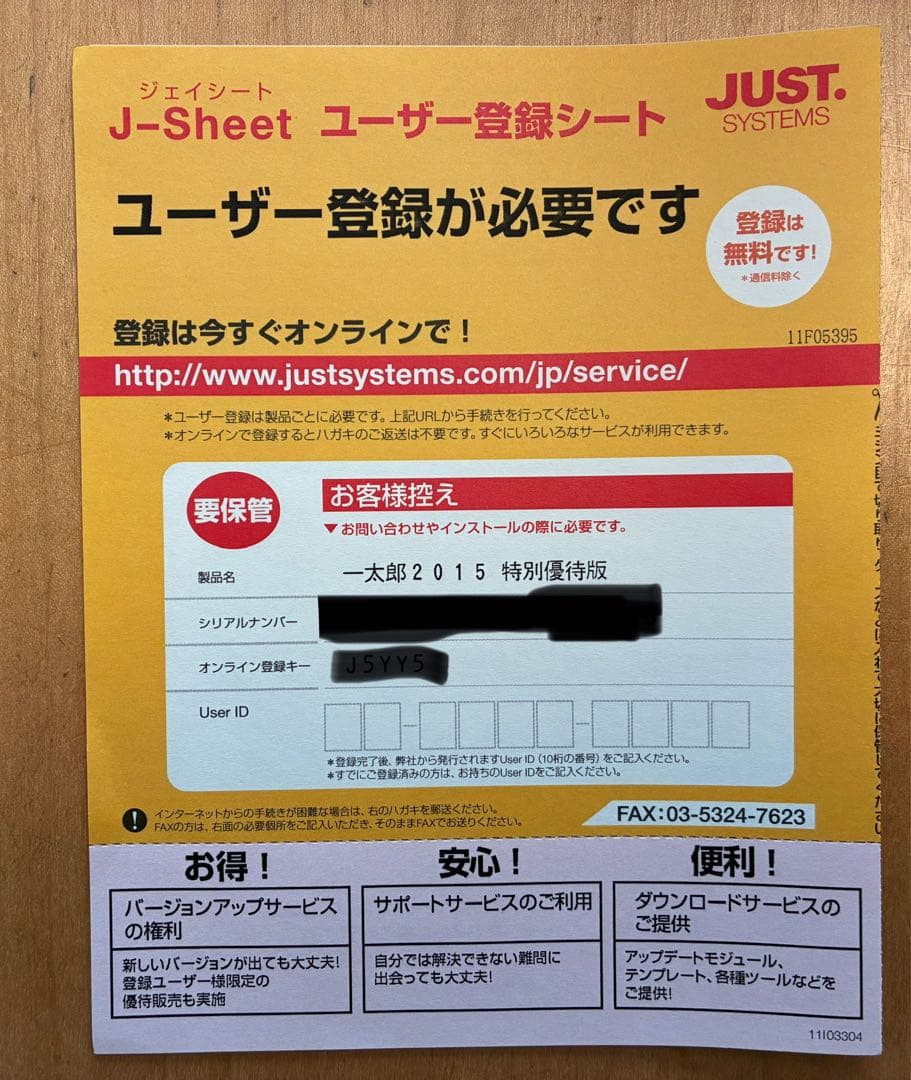 ジェイシート
J-Sheet ユーザー登録シート
JUST.
SYSTEMS
ユーザー登録が必要です
登録は
無料です!
*通信料除く
登録は今すぐオンラインで!
11F05395
http://www.justsystems.com/jp/service/
*ユーザー登録は製品ごとに必要です。上記URLから手続きを行ってください。
*オンラインで登録するとハガキのご返送は不要です。すぐにいろいろなサービスが利用できます。
要保管
お客様控え
▼お問い合わせやインストールの際に必要です。
製品名 一太郎2015 特別優待版
シリアルナンバー
オンライン登録キー
User ID
*登録完了後、弊社から発行されますUser ID(10桁の番号)をご記入ください。
*すでにご登録済みの方は、お持ちのUser IDをご記入ください。
インターネットからの手続きが困難な場合は、右のハガキを郵送ください。
FAXの方は、右面の必要個所をご記入いただき、そのままFAXでお送りください。
FAX:03-5324-7623
お得!
バージョンアップサービス
の権利
新しいバージョンが出ても大丈夫!
登録ユーザー様限定の
優待販売も実施
安心!
サポートサービスのご利用
自分では解決できない難問に
出会っても大丈夫!
便利!
ダウンロードサービスの
ご提供
アップデートモジュール、
テンプレート、各種ツールなどを
ご提供!
11I03304